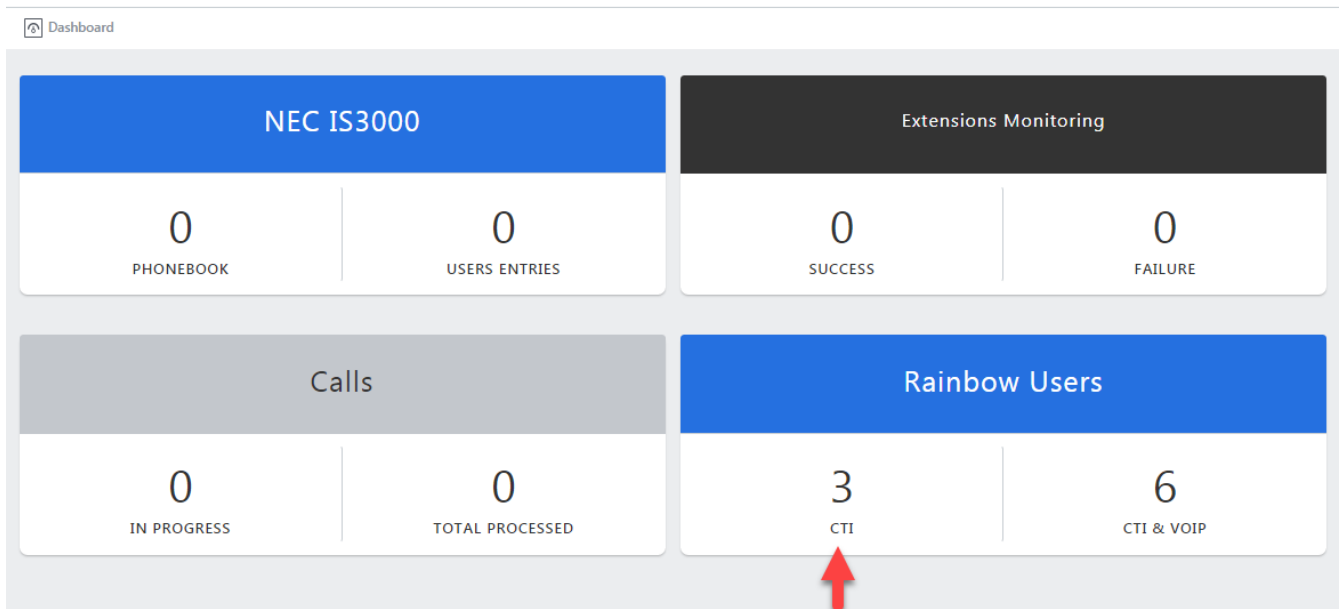 Dashboard
NEC IS3000
0
PHONEBOOK
0
USERS ENTRIES
Extensions Monitoring
0
SUCCESS
0
FAILURE
Calls
0
IN PROGRESS
0
TOTAL PROCESSED
Rainbow Users
3
CTI
6
CTI & VOIP